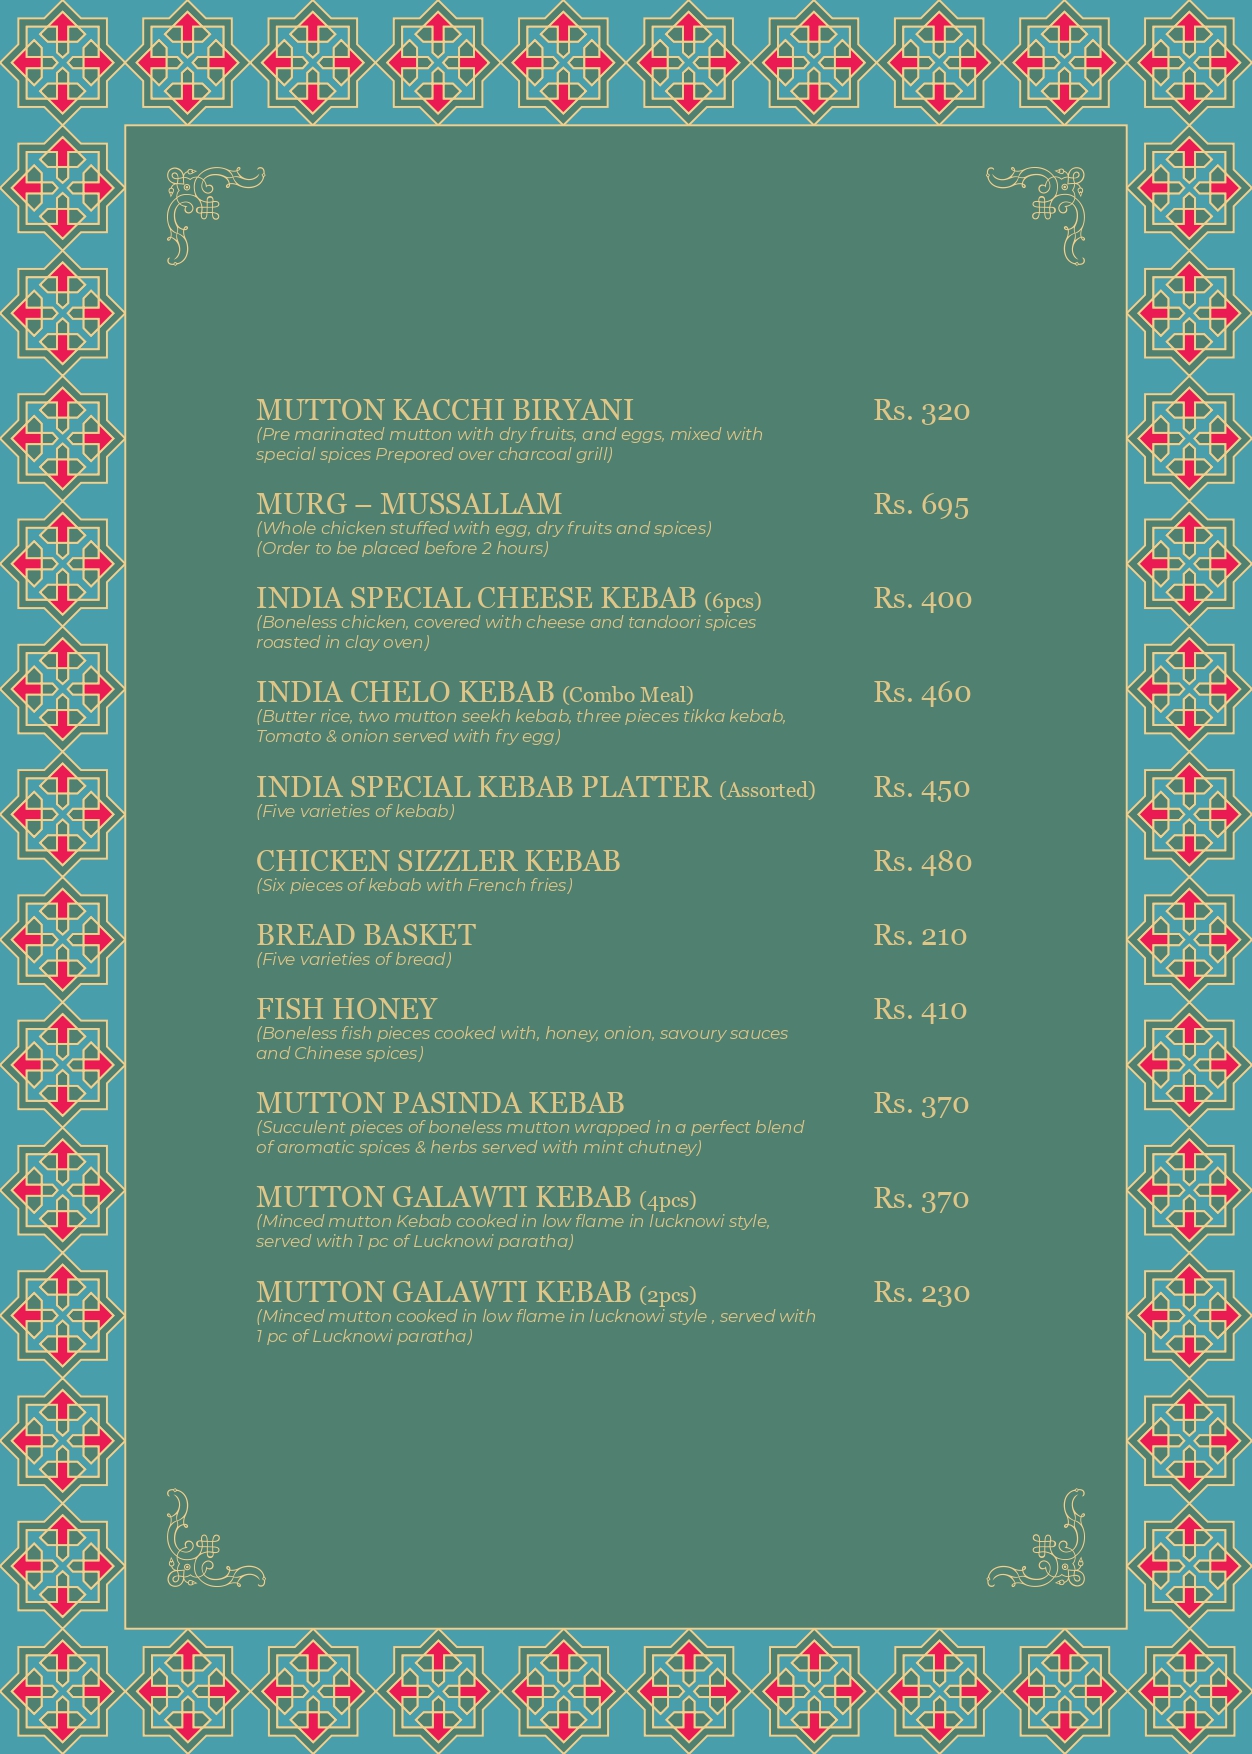 MUTTON KACCHI BIRYANI Rs. 320
(Pre marinated mutton with dry fruits, and eggs, mixed with
special spices Prepored over charcoal grill)
MURG – MUSSALLAM Rs. 695
(Whole chicken stuffed with egg, dry fruits and spices)
(Order to be placed before 2 hours)
INDIA SPECIAL CHEESE KEBAB (6pcs) Rs. 400
(Boneless chicken, covered with cheese and tandoori spices
roasted in clay oven)
INDIA CHELO KEBAB (Combo Meal) Rs. 460
(Butter rice, two mutton seekh kebab, three pieces tikka kebab,
Tomato & onion served with fry egg)
INDIA SPECIAL KEBAB PLATTER (Assorted) Rs. 450
(Five varieties of kebab)
CHICKEN SIZZLER KEBAB Rs. 480
(Six pieces of kebab with French fries)
BREAD BASKET Rs. 210
(Five varieties of bread)
FISH HONEY Rs. 410
(Boneless fish pieces cooked with, honey, onion, savoury sauces
and Chinese spices)
MUTTON PASINDA KEBAB Rs. 370
(Succulent pieces of boneless mutton wrapped in a perfect blend
of aromatic spices & herbs served with mint chutney)
MUTTON GALAWTI KEBAB (4pcs) Rs. 370
(Minced mutton Kebab cooked in low flame in lucknowi style,
served with 1 pc of Lucknowi paratha)
MUTTON GALAWTI KEBAB (2pcs) Rs. 230
(Minced mutton cooked in low flame in lucknowi style , served with
1 pc of Lucknowi paratha)